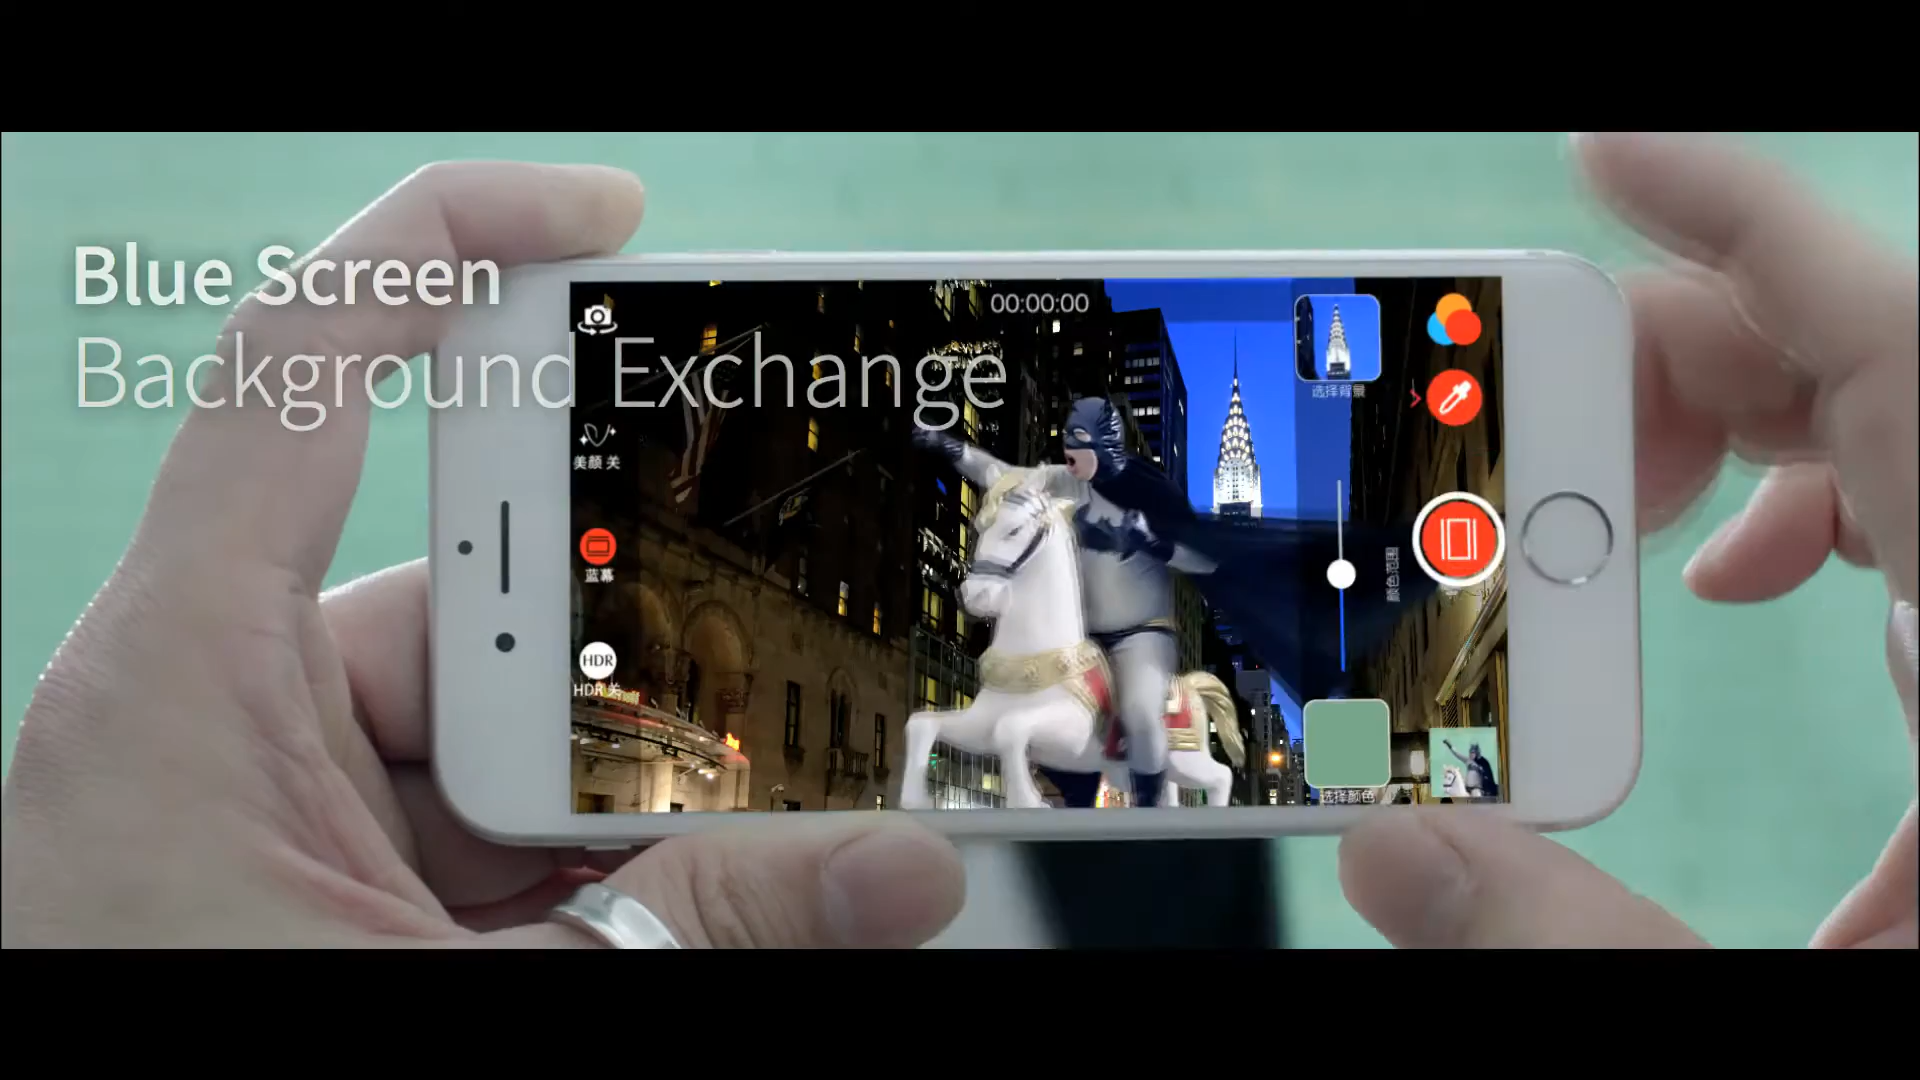 Blue Screen
Background Exchange
00:00:00
选择背景
美颜 关
蓝幕
颜色范围
HDR
HDR 关
选择颜色